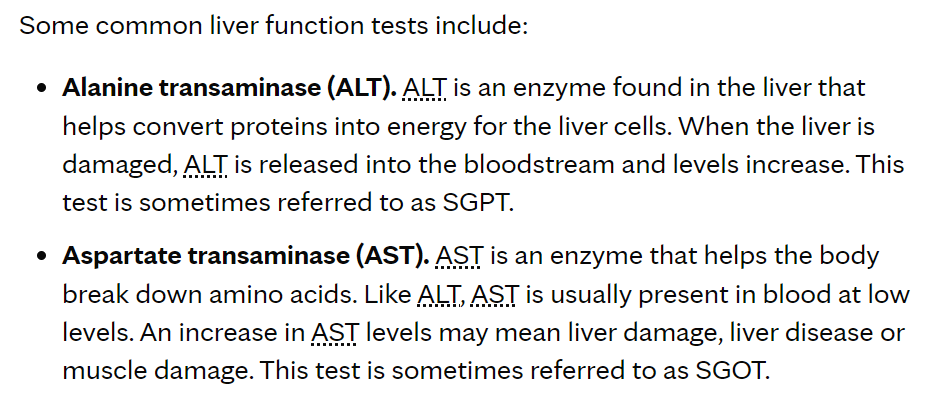 Some common liver function tests include:
• Alanine transaminase (ALT). ALT is an enzyme found in the liver that
helps convert proteins into energy for the liver cells. When the liver is
damaged, ALT is released into the bloodstream and levels increase. This
test is sometimes referred to as SGPT.
• Aspartate transaminase (AST). AST is an enzyme that helps the body
break down amino acids. Like ALT, AST is usually present in blood at low
levels. An increase in AST levels may mean liver damage, liver disease or
muscle damage. This test is sometimes referred to as SGOT.